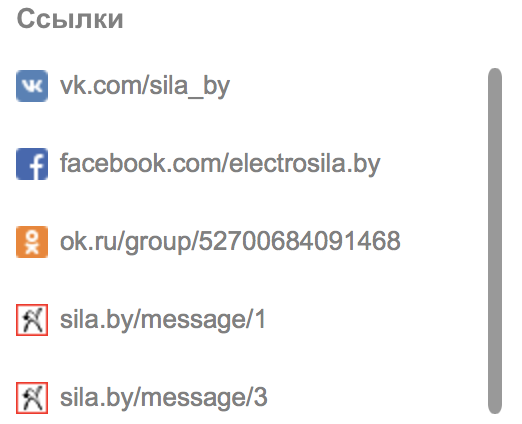 Ссылки
vk.com/sila_by
facebook.com/electrosila.by
ok.ru/group/52700684091468
sila.by/message/1
sila.by/message/3